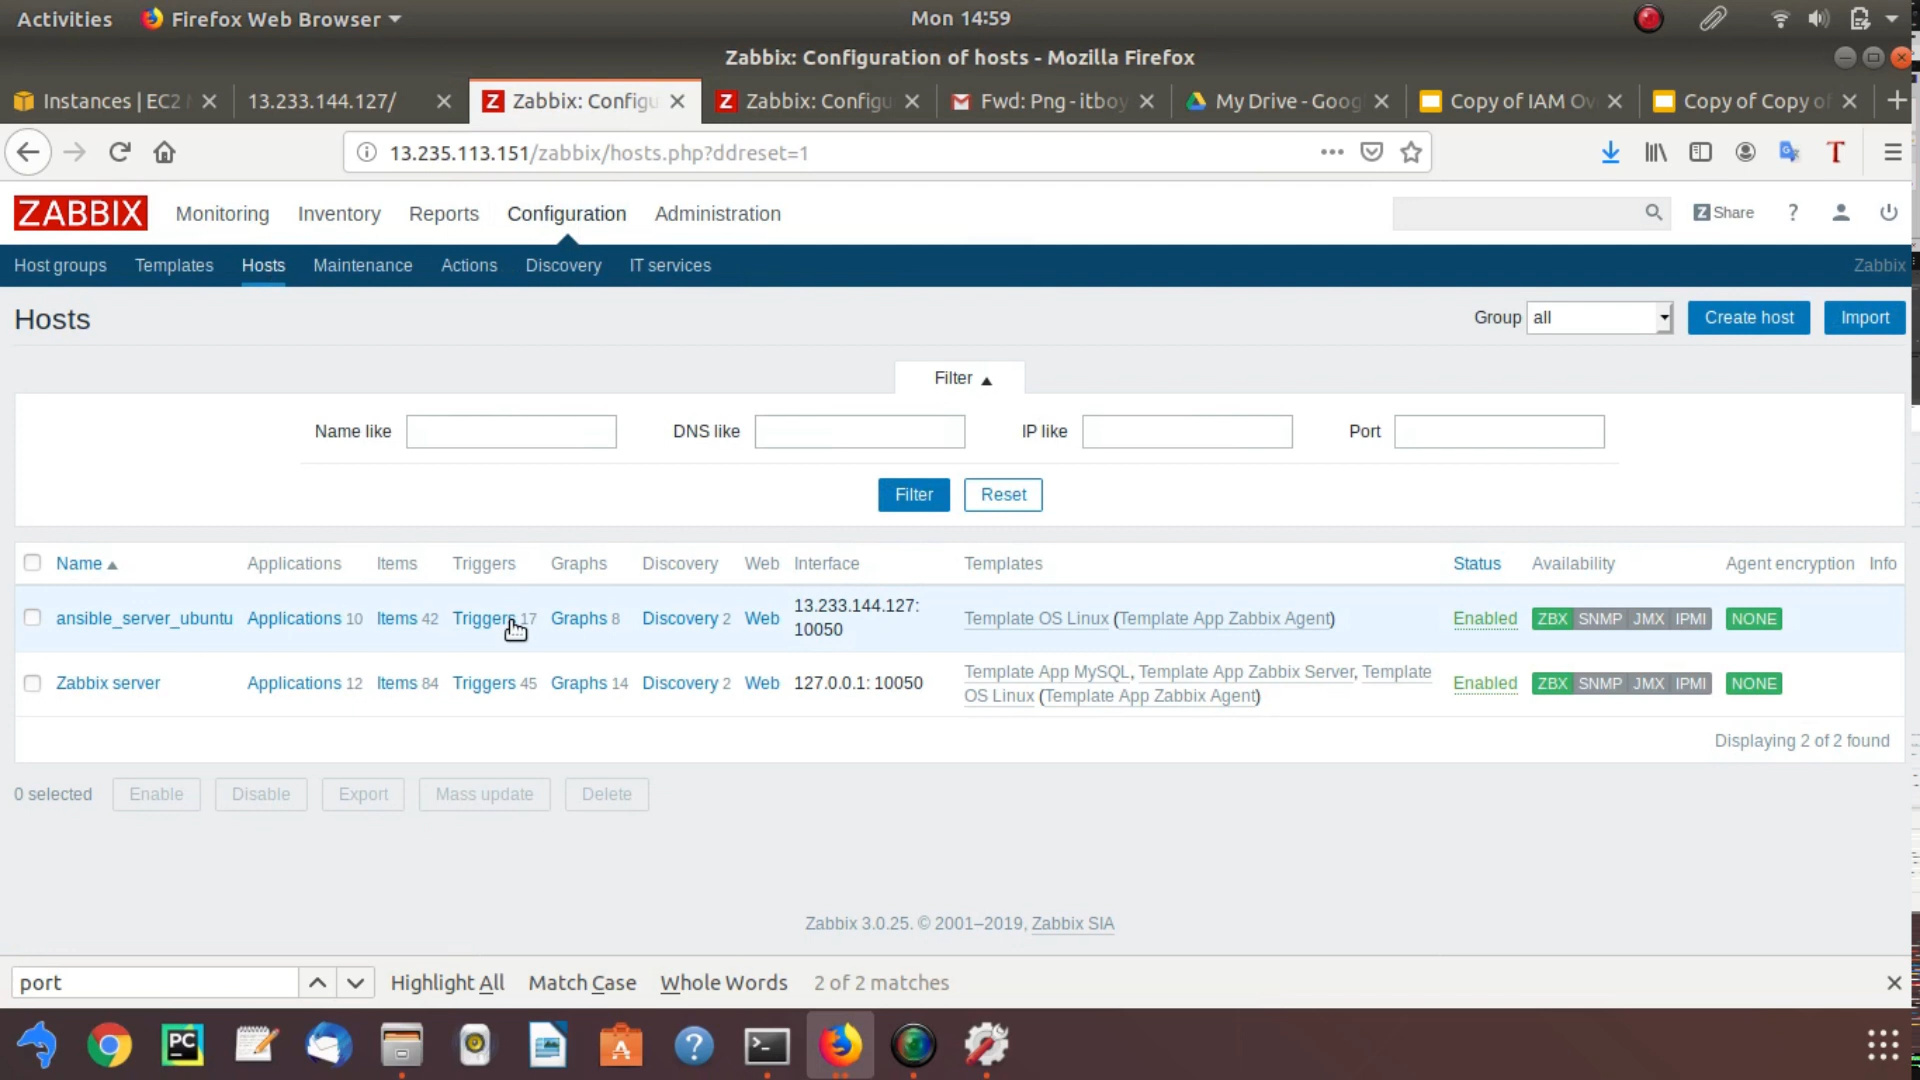 Activities Firefox Web Browser Mon 14:59
Zabbix: Configuration of hosts - Mozilla Firefox
Instances | EC2 13.233.144.127/ Zabbix: Configu Zabbix: Configu Fwd: Png - itboy My Drive - Goog Copy of IAM Ov Copy of Copy of
13.235.113.151/zabbix/hosts.php?ddreset=1
ZABBIX Monitoring Inventory Reports Configuration Administration Share ?
Host groups Templates Hosts Maintenance Actions Discovery IT services Zabbix
Hosts Group all Create host Import
Filter ▲
Name like DNS like IP like Port
Filter Reset
Name ▲ Applications Items Triggers Graphs Discovery Web Interface Templates Status Availability Agent encryption Info
ansible_server_ubuntu Applications 10 Items 42 Triggers 17 Graphs 8 Discovery 2 Web 13.233.144.127: 
10050 Template OS Linux (Template App Zabbix Agent) Enabled ZBX SNMP JMX IPMI NONE
Zabbix server Applications 12 Items 84 Triggers 45 Graphs 14 Discovery 2 Web 127.0.0.1: 10050 Template App MySQL, Template App Zabbix Server, Template
OS Linux (Template App Zabbix Agent) Enabled ZBX SNMP JMX IPMI NONE
Displaying 2 of 2 found
0 selected Enable Disable Export Mass update Delete
Zabbix 3.0.25. © 2001–2019, Zabbix SIA
port Highlight All Match Case Whole Words 2 of 2 matches
PC